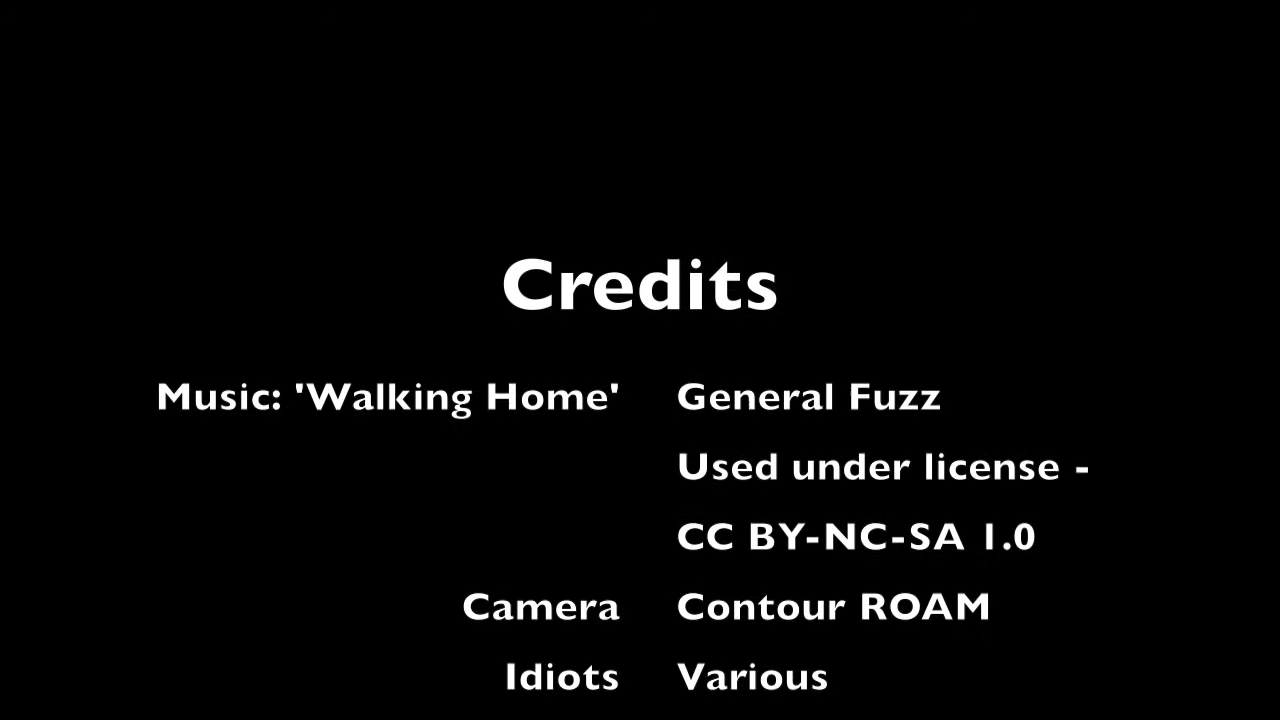 Credits
Music: 'Walking Home' General Fuzz
Used under license -
CC BY-NC-SA 1.0
Camera Contour ROAM
Idiots Various